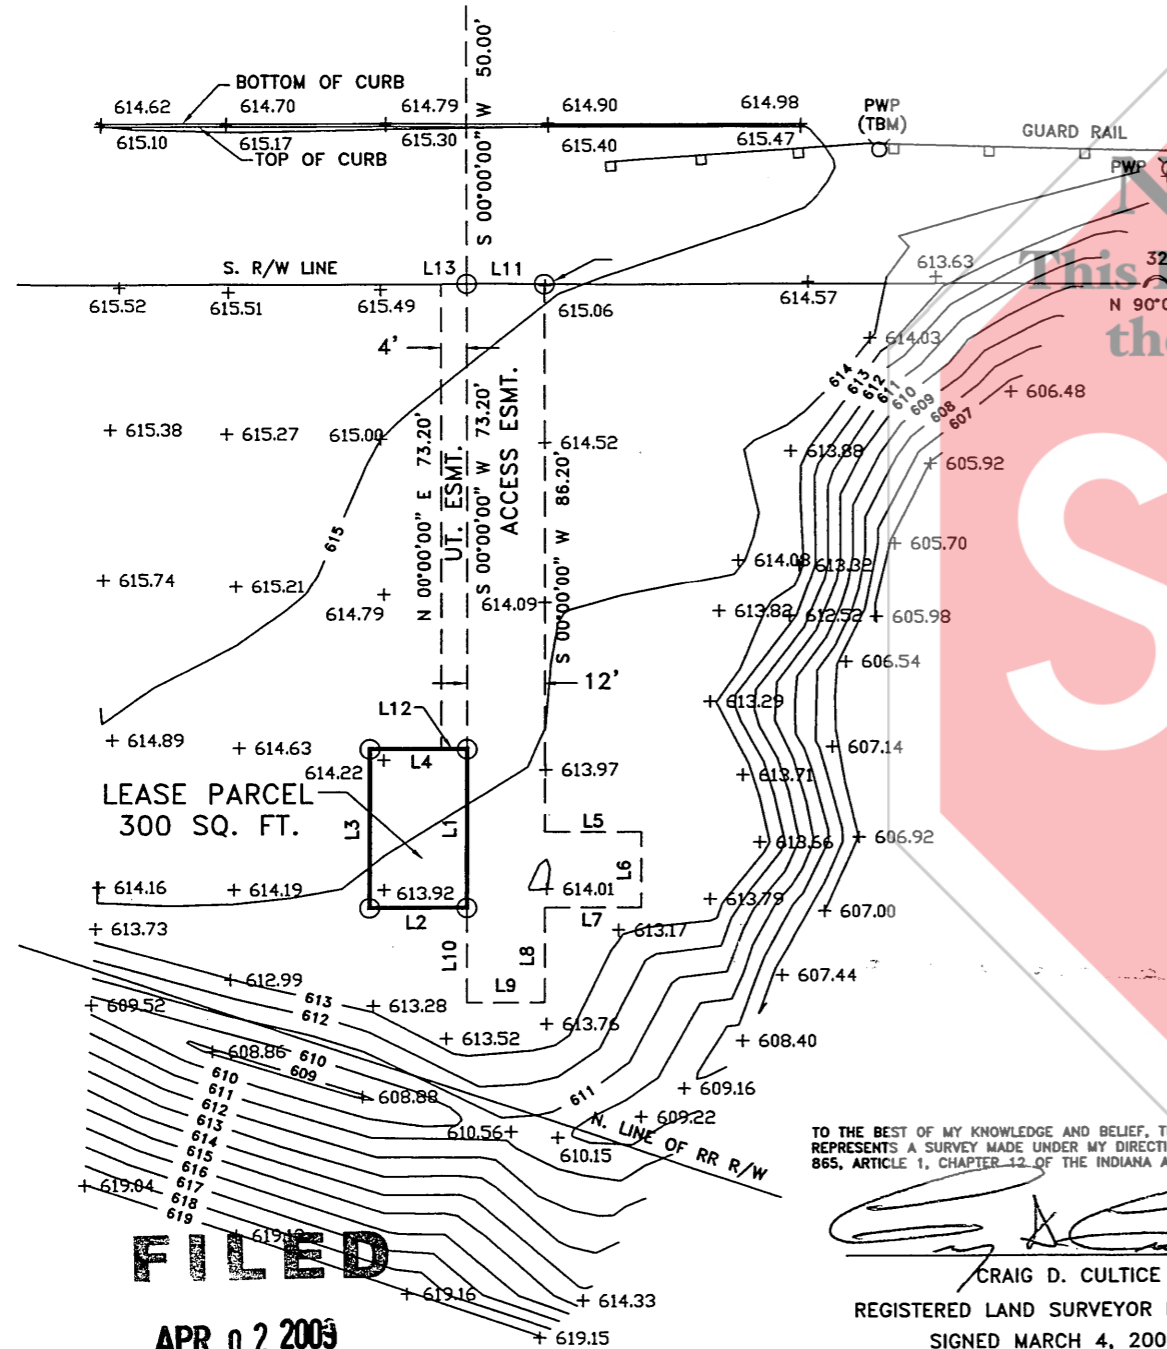 BOTTOM OF CURB
614.62 614.70 614.79 614.90 614.98
615.10 615.17 615.30 615.40 615.47
TOP OF CURB
S 00°00'00" W 50.00'
PWP
(TBM)
GUARD RAIL
PWP
N
This
the
S
S. R/W LINE
L13 L11
613.63
32
N 90°0
615.52 615.51 615.49 615.06 614.57
4'
614.03
614 613 612 611 610 609 608 607
606.48
615.38 615.27 615.00 614.52 613.88 605.92
N 00°00'00" E 73.20'
UT. ESMT.
S 00°00'00" W 73.20'
ACCESS ESMT.
S 00°00'00" W 86.20'
615
605.70
615.74 615.21 614.79 614.09 614.08 613.32
613.82 612.52 605.98
606.54
12'
613.29
L12
614.89 614.63 614.22 L4 613.97 613.71 607.14
LEASE PARCEL
300 SQ. FT.
L3 L1 L5 L6
613.66 606.92
614.16 614.19 613.92 614.01 613.79
L2 L7
607.00
613.73 613.17
L10 L8 L9
612.99 613.28 607.44
613
612
609.52 613.52 613.76 608.40
608.86 610
609
608.88 609.16
611
609.22
610.56 610.15
N. LINE OF RR R/W
610
611
612
613
614
615
616
617
618
619
619.04
619.16 614.33
619.15
FILED
APR 02 2009
TO THE BEST OF MY KNOWLEDGE AND BELIEF,
REPRESENTS A SURVEY MADE UNDER MY DIRECTI
865, ARTICLE 1, CHAPTER 12 OF THE INDIANA A
CRAIG D. CULTICE
REGISTERED LAND SURVEYOR
SIGNED MARCH 4, 200